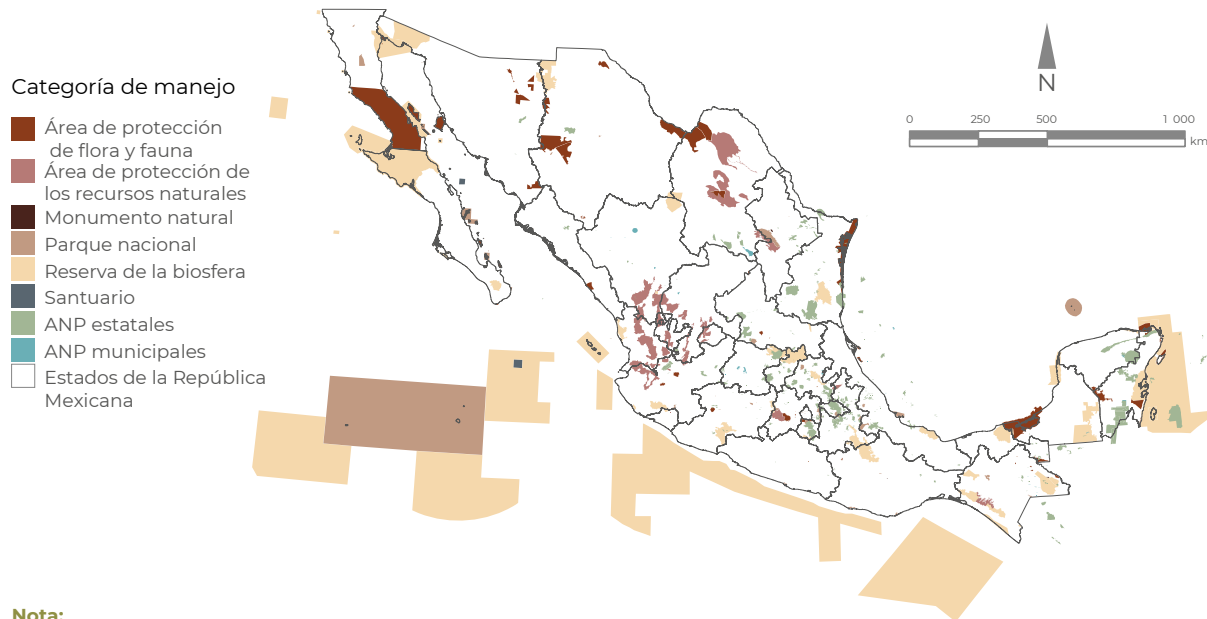 Categoría de manejo
Área de protección
de flora y fauna
Área de protección de
los recursos naturales
Monumento natural
Parque nacional
Reserva de la biosfera
Santuario
ANP estatales
ANP municipales
Estados de la República
Mexicana
N
0 250 500 1 000
km
Nota: